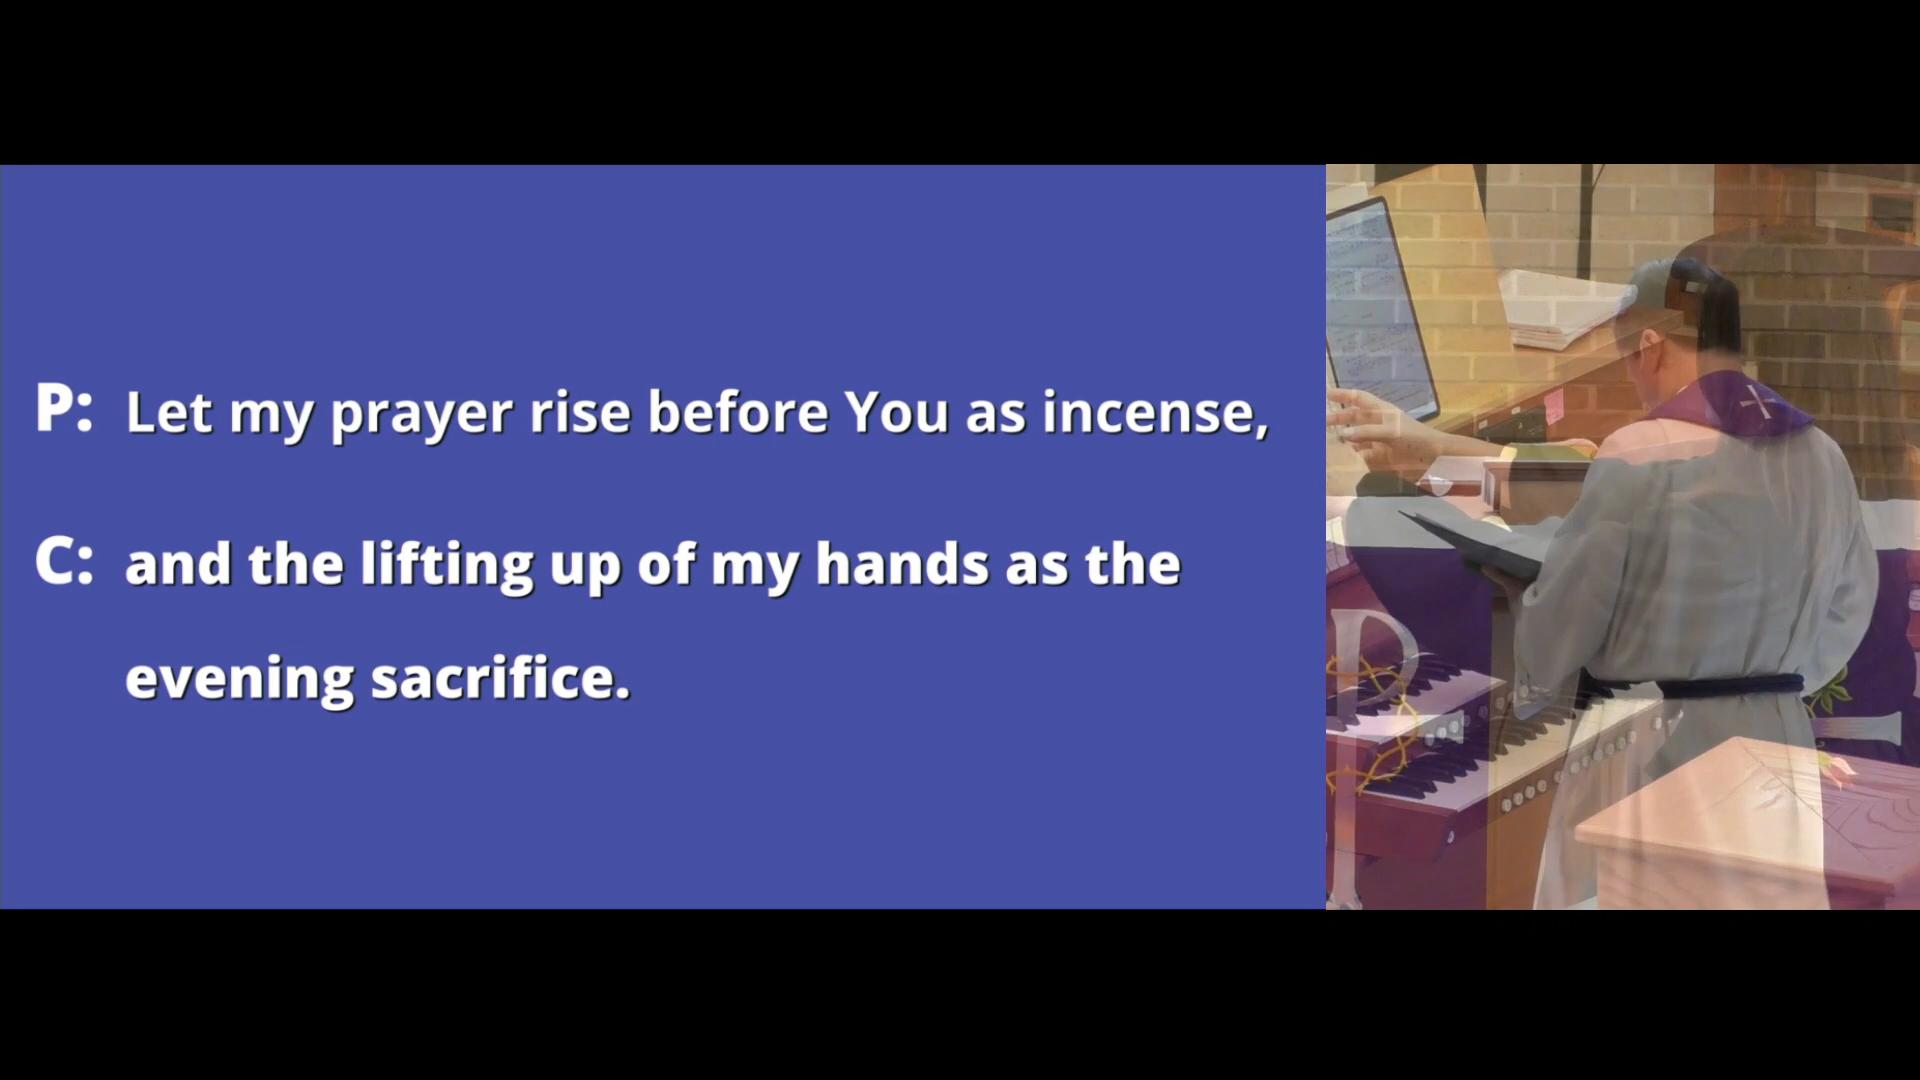 P: Let my prayer rise before You as incense,
C: and the lifting up of my hands as the
evening sacrifice.